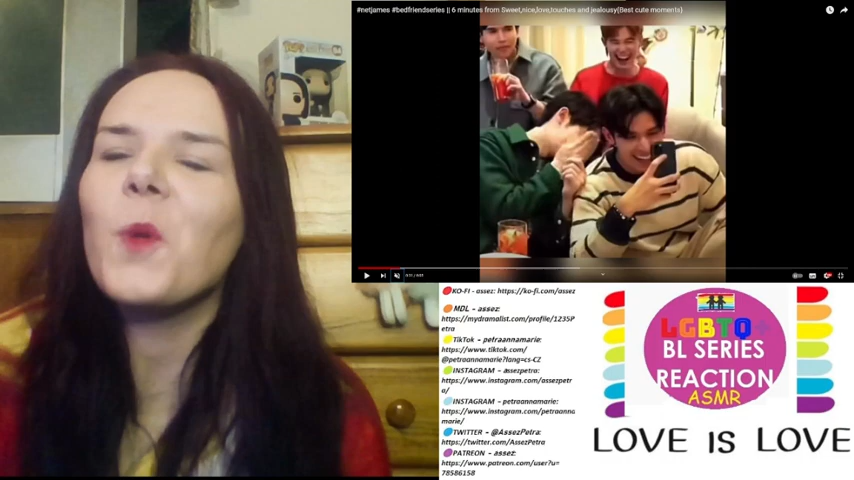 #netjames #bedfriendseries || 6 minutes from Sweet,nice,love,touches and jealousy(Best cute moments)
KO-FI - assez: https://ko-fi.com/assez
MDL - assez:
https://mydramalist.com/profile/1235P
etra
TikTok - petraannamarie:
https://www.tiktok.com/
@petraannamarie?lang=cs-CZ
INSTAGRAM - assezpetra:
https://www.instagram.com/assezpetr
a/
INSTAGRAM - petraannamarie:
https://www.instagram.com/petraanna
marie/
TWITTER - @AssezPetra:
https://twitter.com/AssezPetra
PATREON - assez:
https://www.patreon.com/user?u=
78586158
LGBTQ+
BL SERIES
REACTION
ASMR
LOVE IS LOVE